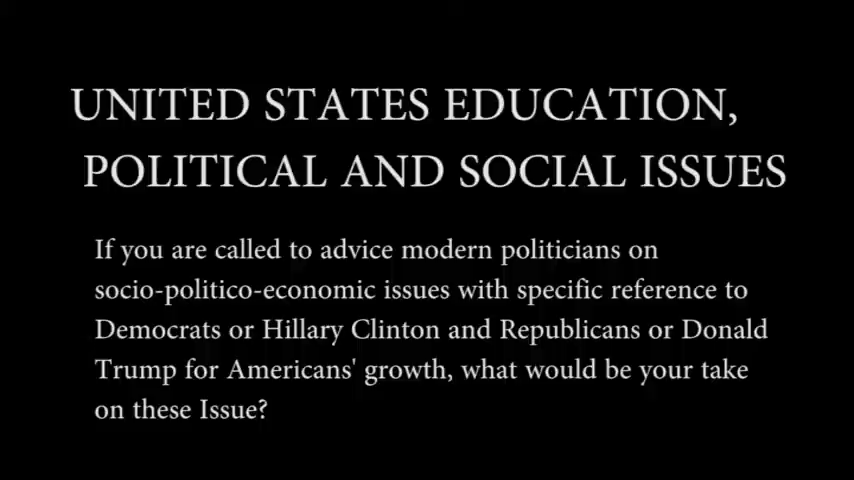 UNITED STATES EDUCATION,
POLITICAL AND SOCIAL ISSUES
If you are called to advice modern politicians on
socio-politico-economic issues with specific reference to
Democrats or Hillary Clinton and Republicans or Donald
Trump for Americans' growth, what would be your take
on these Issue?